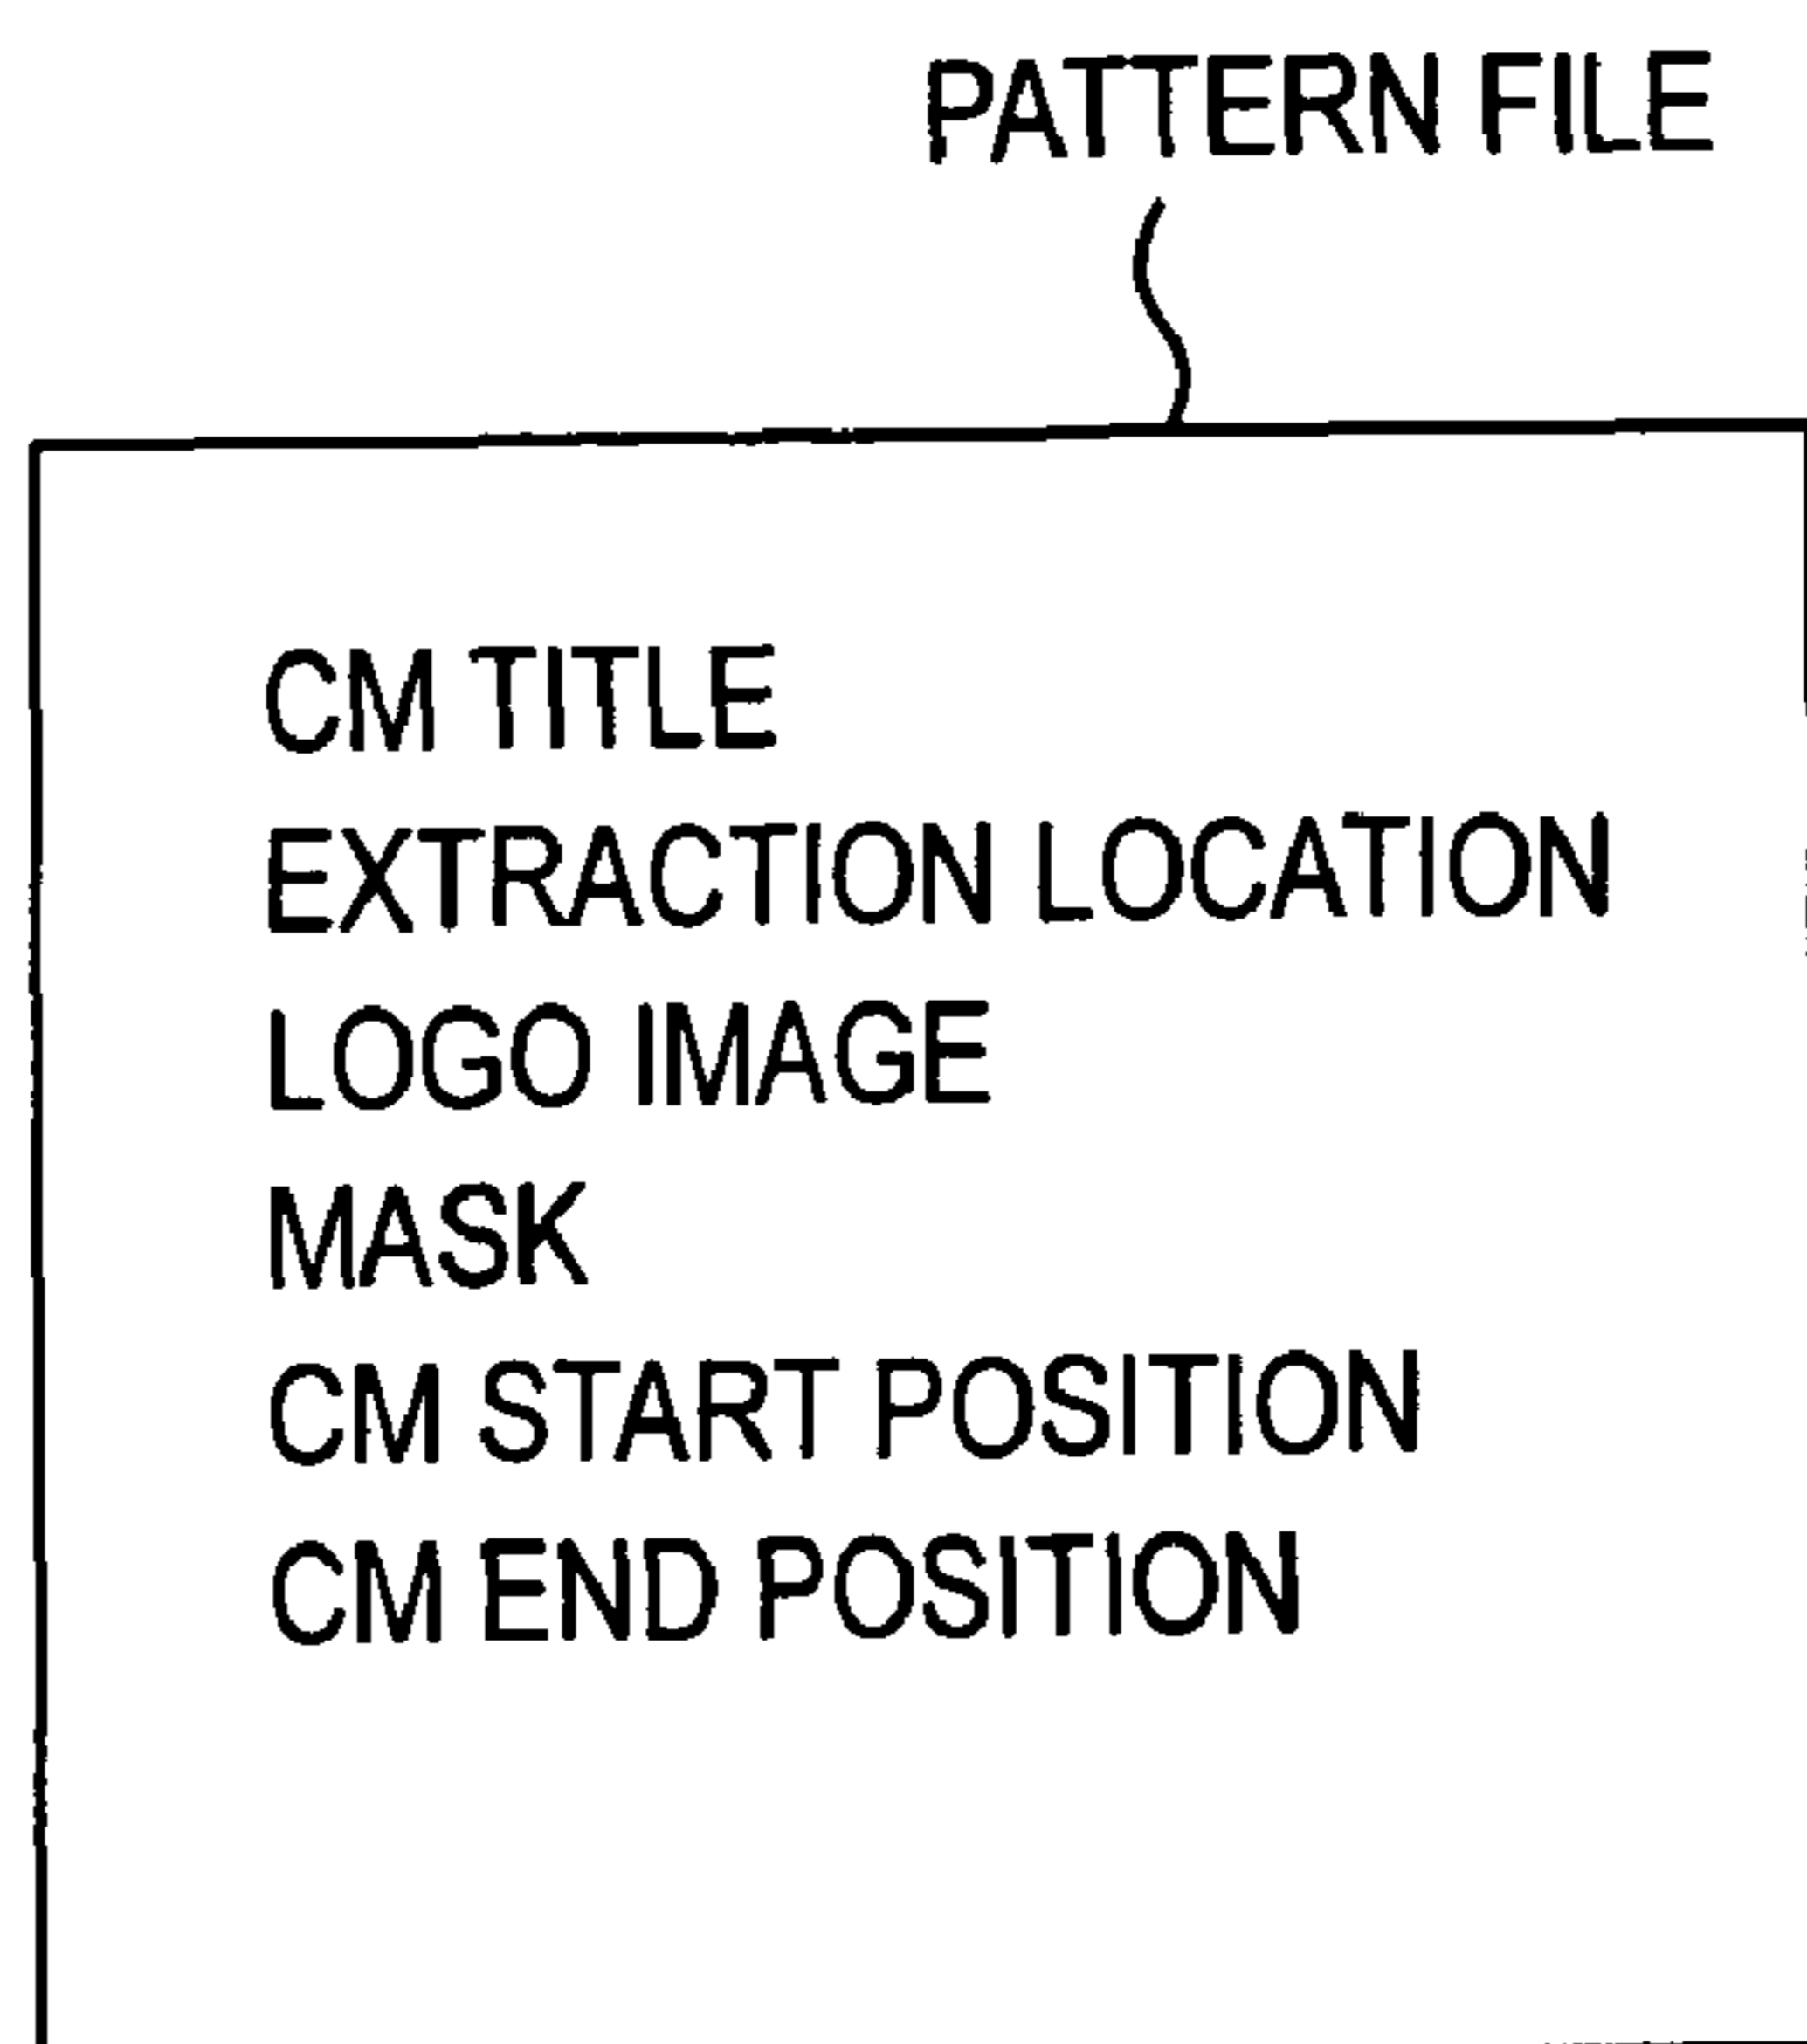 PATTERN FILE
CM TITLE
EXTRACTION LOCATION
LOGO IMAGE
MASK
CM START POSITION
CM END POSITION